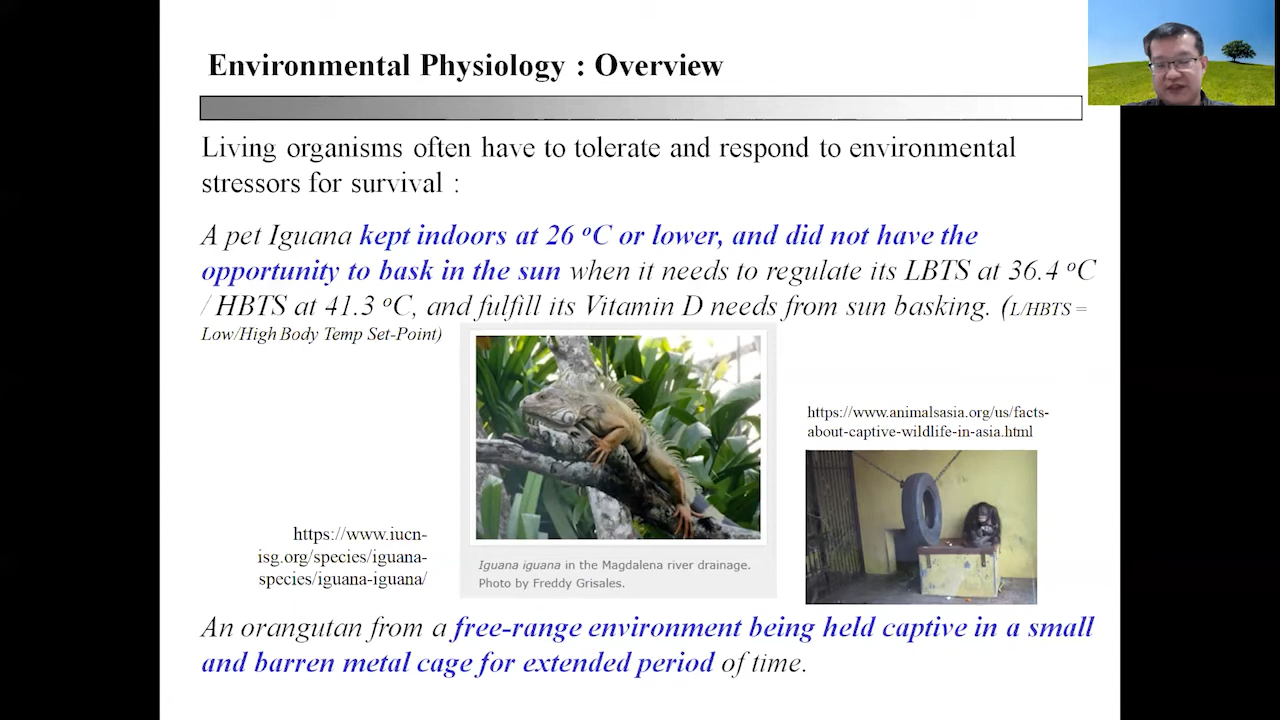 Environmental Physiology : Overview
Living organisms often have to tolerate and respond to environmental
stressors for survival :
A pet Iguana kept indoors at 26 ºC or lower, and did not have the
opportunity to bask in the sun when it needs to regulate its LBTS at 36.4 ºC
/ HBTS at 41.3 ºC, and fulfill its Vitamin D needs from sun basking. (L/HBTS =
Low/High Body Temp Set-Point)
https://www.animalsasia.org/us/facts-
about-captive-wildlife-in-asia.html
https://www.iucn-
isg.org/species/iguana-
species/iguana-iguana/
Iguana iguana in the Magdalena river drainage.
Photo by Freddy Grisales.
An orangutan from a free-range environment being held captive in a small
and barren metal cage for extended period of time.